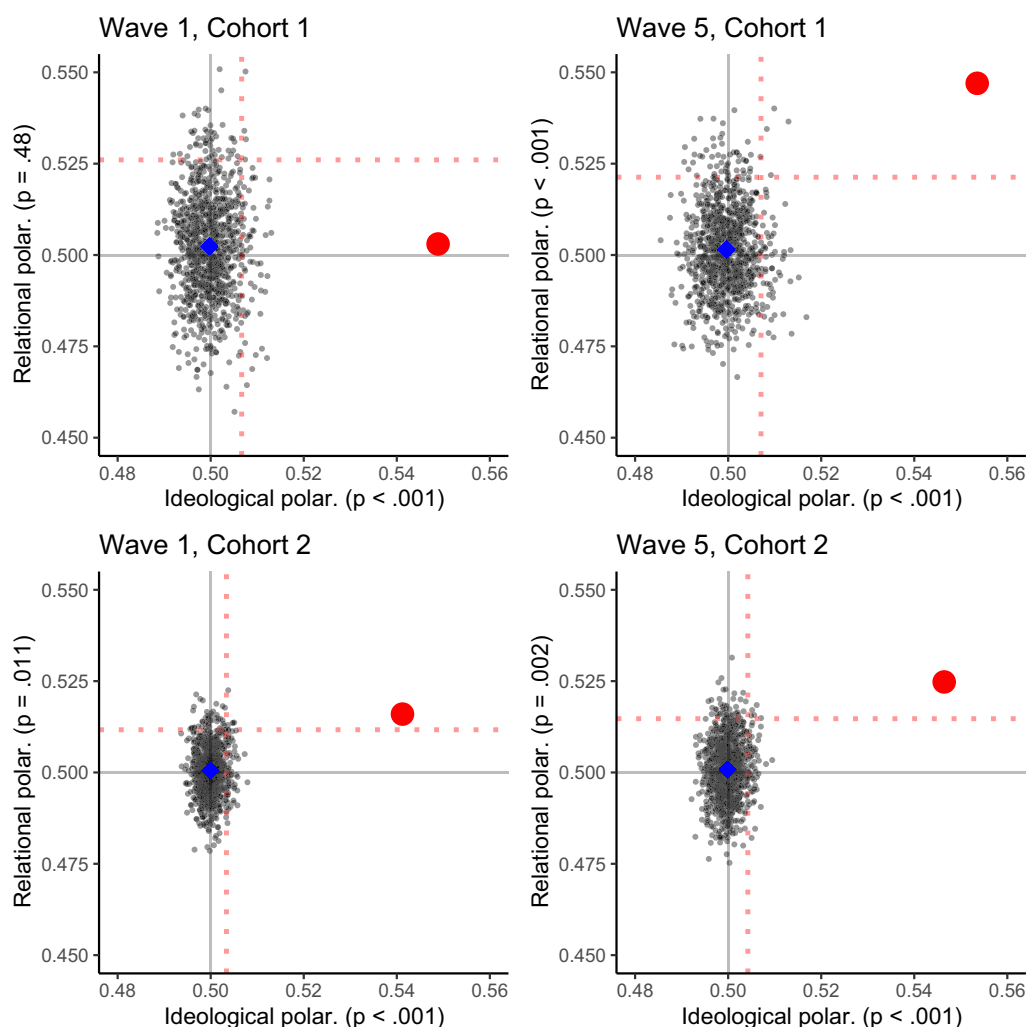 Wave 1, Cohort 1
Relational polar. (p = .48)
0.550
0.525
0.500
0.475
0.450
0.48 0.50 0.52 0.54 0.56
Ideological polar. (p < .001)
Wave 5, Cohort 1
Relational polar. (p < .001)
0.550
0.525
0.500
0.475
0.450
0.48 0.50 0.52 0.54 0.56
Ideological polar. (p < .001)
Wave 1, Cohort 2
Relational polar. (p = .011)
0.550
0.525
0.500
0.475
0.450
0.48 0.50 0.52 0.54 0.56
Ideological polar. (p < .001)
Wave 5, Cohort 2
Relational polar. (p = .002)
0.550
0.525
0.500
0.475
0.450
0.48 0.50 0.52 0.54 0.56
Ideological polar. (p < .001)